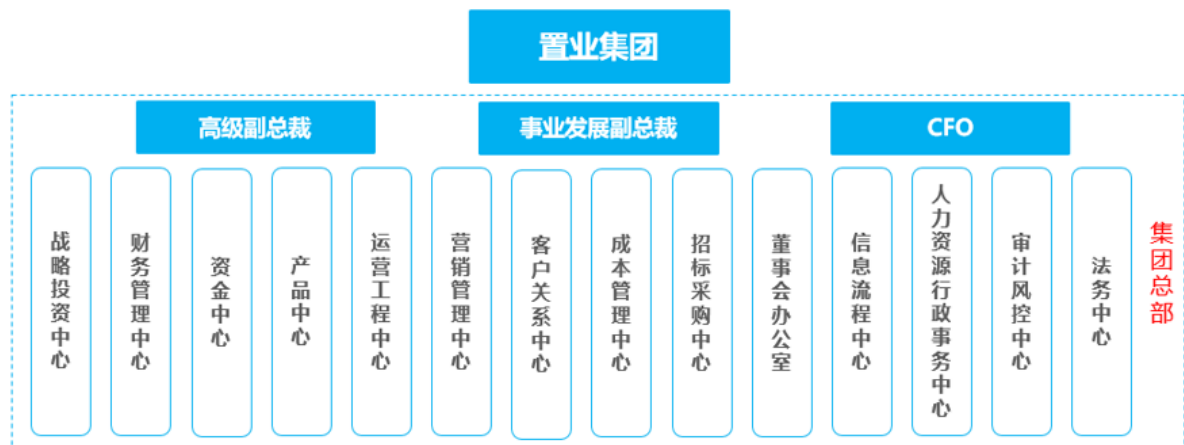 置业集团
高级副总裁
事业发展副总裁
CFO
战略投资中心
财务管理中心
资金中心
产品中心
运营工程中心
营销管理中心
客户关系中心
成本管理中心
招标采购中心
董事会办公室
信息流程中心
人力资源行政事务中心
审计风控中心
法务中心
集团总部